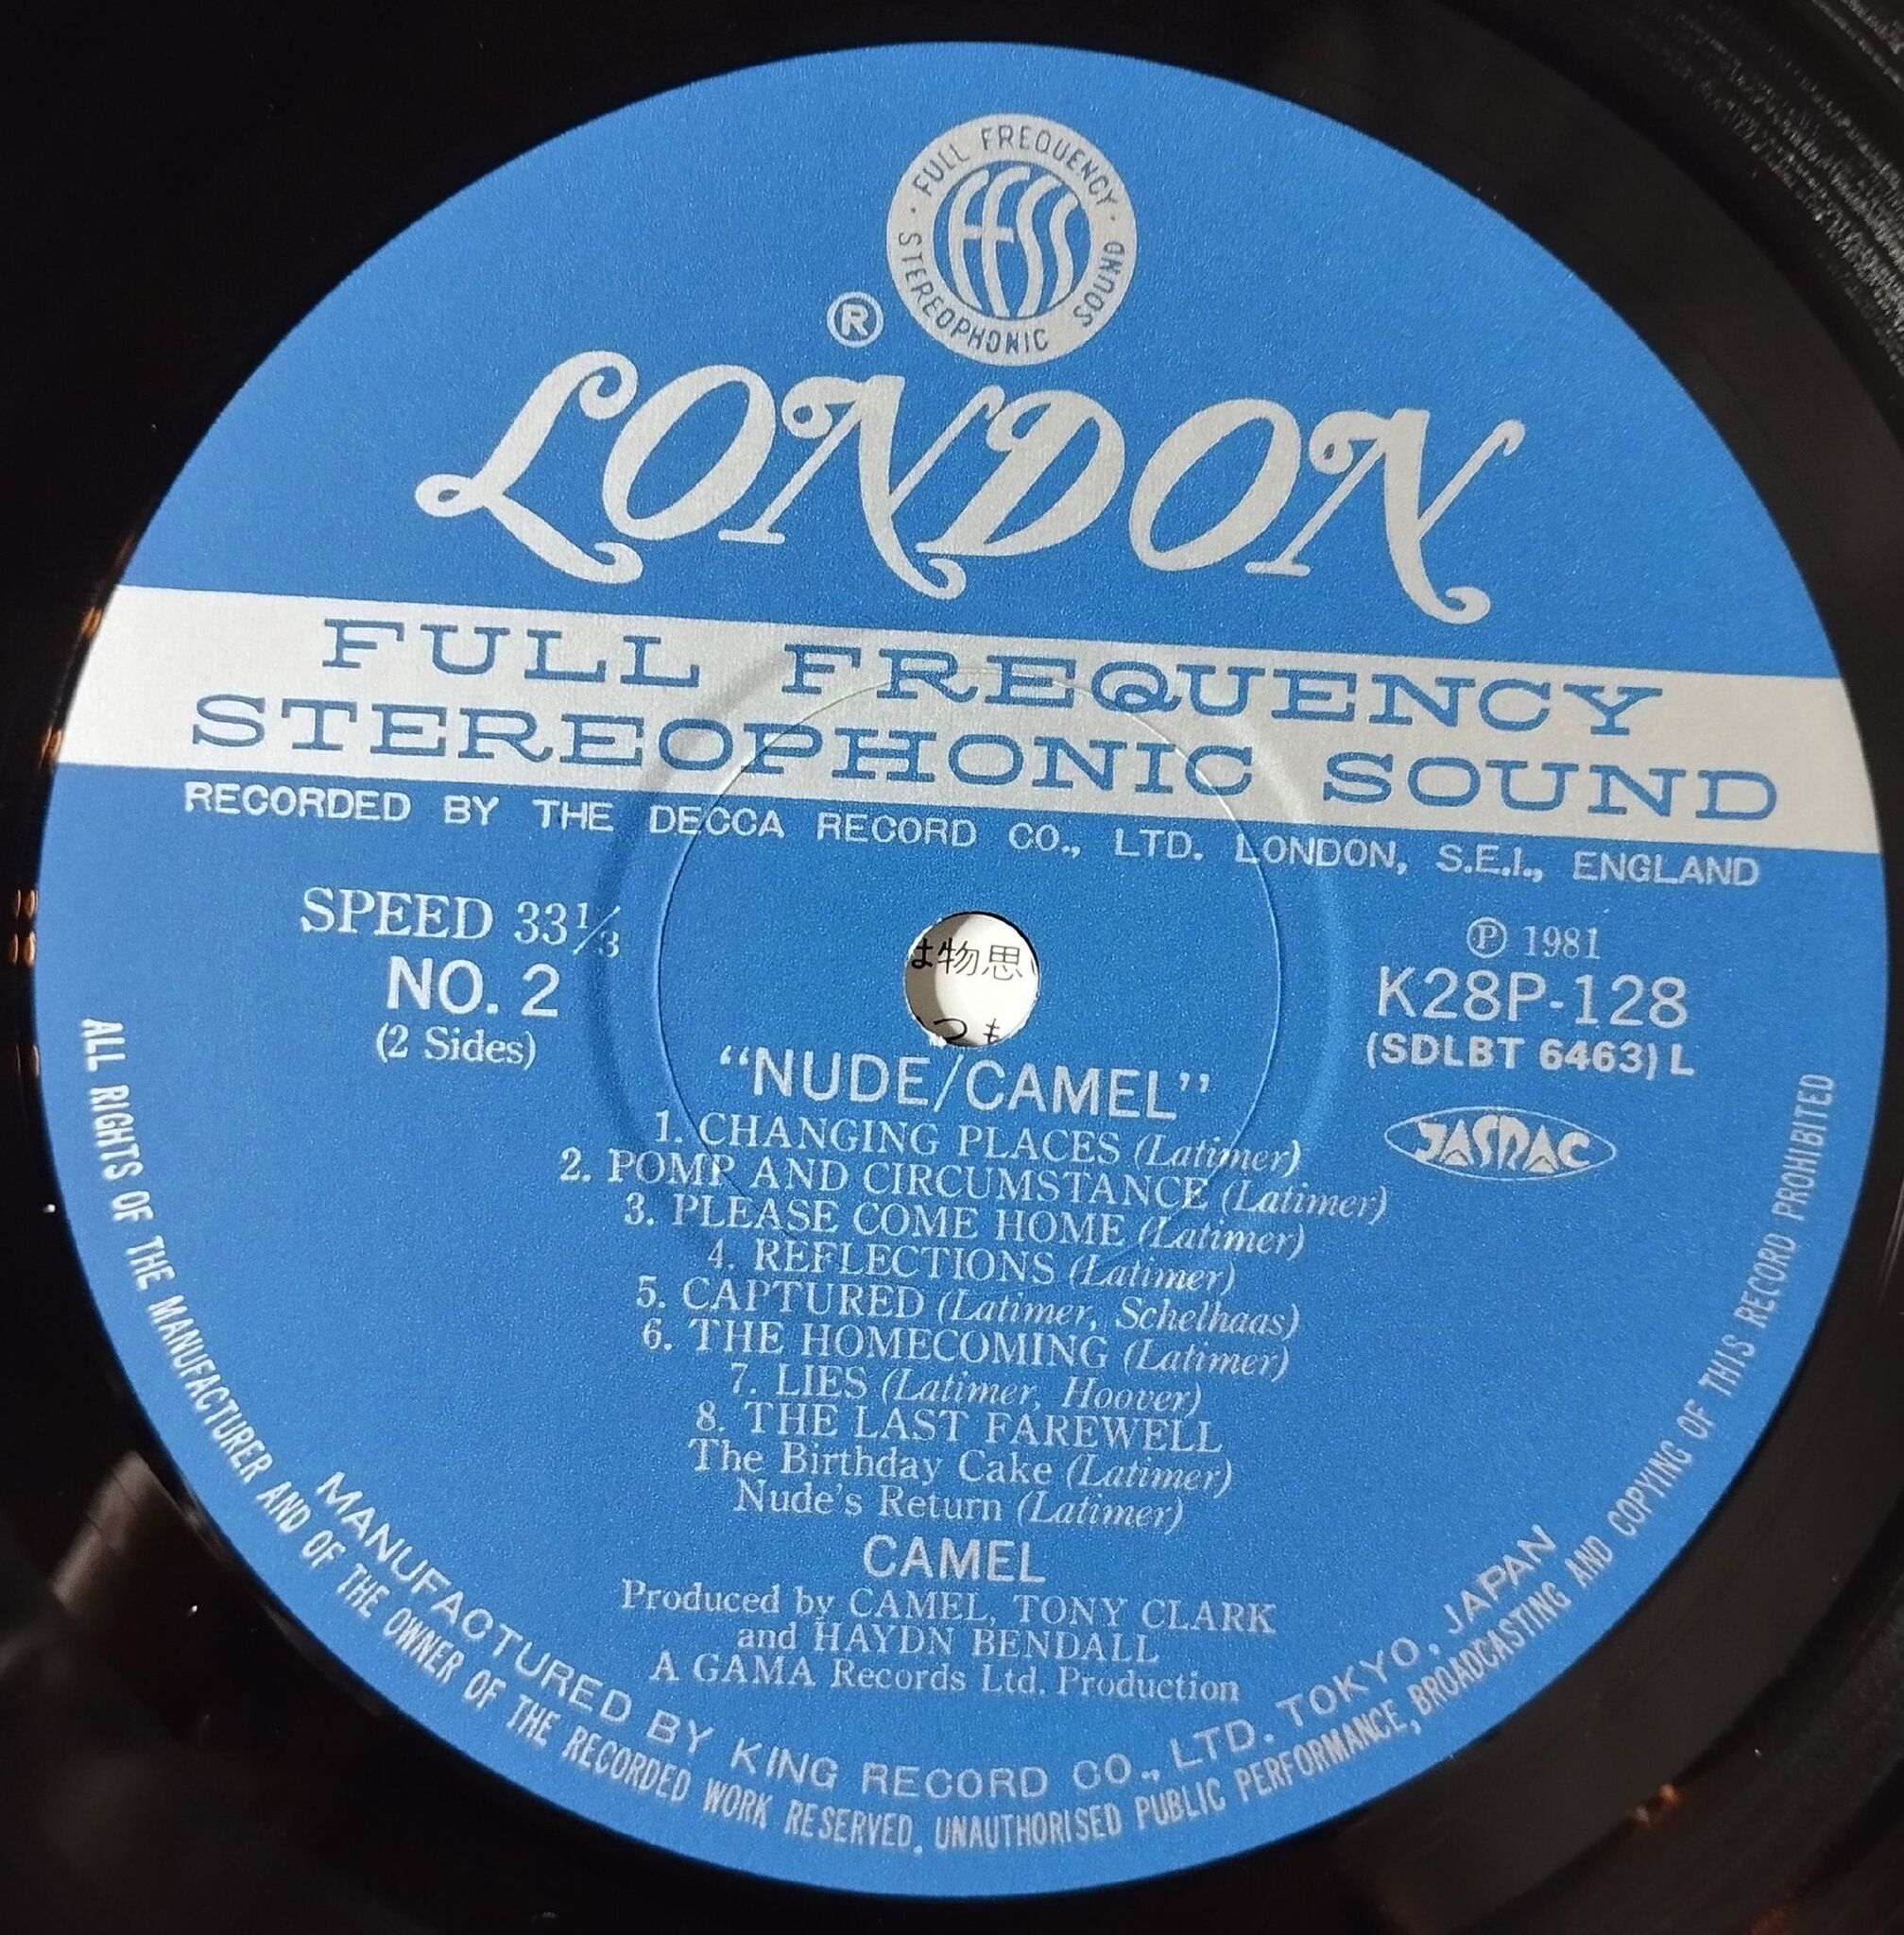 · FULL FREQUENCY ·
STEREOPHONIC SOUND
FFSS
®
LONDON
FULL FREQUENCY
STEREOPHONIC SOUND
RECORDED BY THE DECCA RECORD CO., LTD. LONDON, S.E.I., ENGLAND
SPEED 33⅓
NO. 2
(2 Sides)
Ⓟ 1981
K28P-128
(SDLBT 6463) L
JASRAC
は物思
つも
“NUDE/CAMEL”
1. CHANGING PLACES (Latimer)
2. POMP AND CIRCUMSTANCE (Latimer)
3. PLEASE COME HOME (Latimer)
4. REFLECTIONS (Latimer)
5. CAPTURED (Latimer, Schelhaas)
6. THE HOMECOMING (Latimer)
7. LIES (Latimer, Hoover)
8. THE LAST FAREWELL
The Birthday Cake (Latimer)
Nude's Return (Latimer)
CAMEL
Produced by CAMEL, TONY CLARK
and HAYDN BENDALL
A GAMA Records Ltd. Production
MANUFACTURED BY KING RECORD CO., LTD. TOKYO, JAPAN
ALL RIGHTS OF THE MANUFACTURER AND OF THE OWNER OF THE RECORDED WORK RESERVED. UNAUTHORISED PUBLIC PERFORMANCE, BROADCASTING AND COPYING OF THIS RECORD PROHIBITED